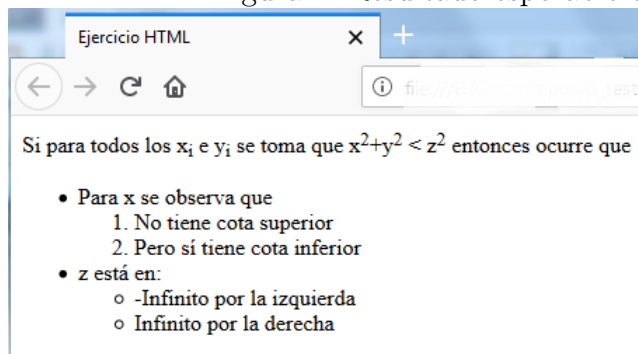 Ejercicio HTML
Si para todos los xᵢ e yᵢ se toma que x²+y² < z² entonces ocurre que
• Para x se observa que
1. No tiene cota superior
2. Pero sí tiene cota inferior
• z está en:
○ -Infinito por la izquierda
○ Infinito por la derecha